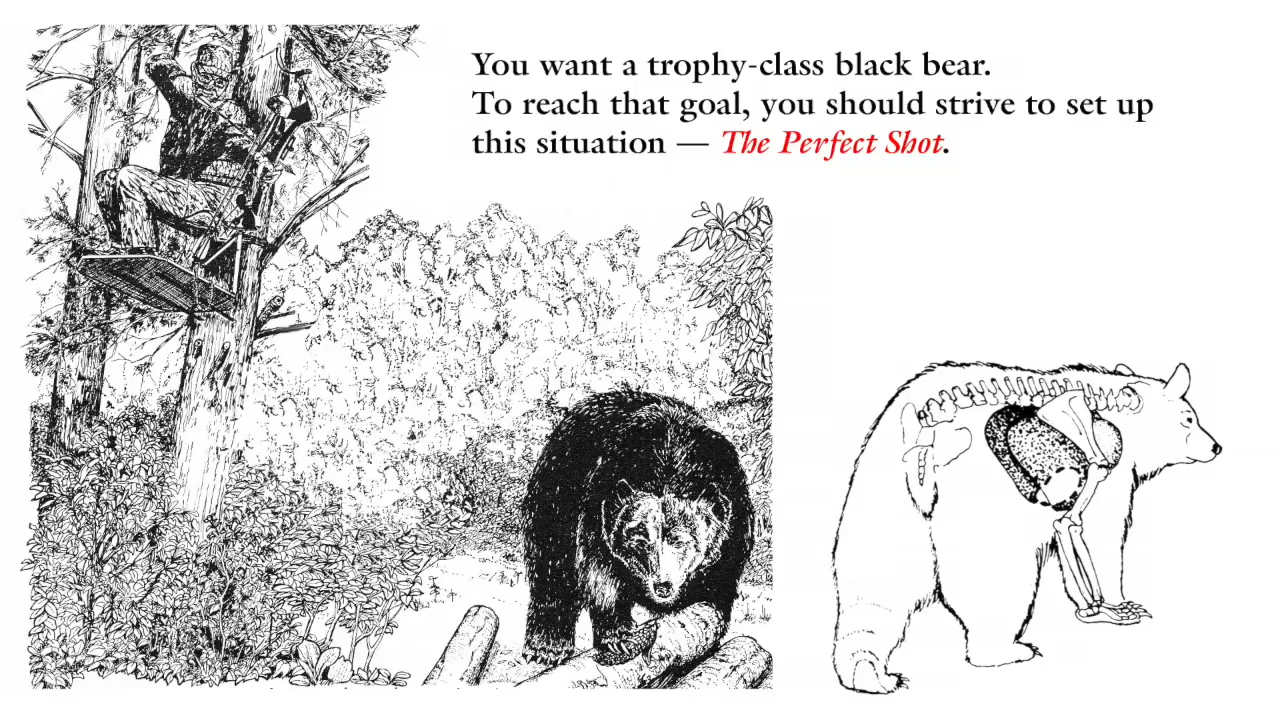 You want a trophy-class black bear.
To reach that goal, you should strive to set up
this situation — The Perfect Shot.